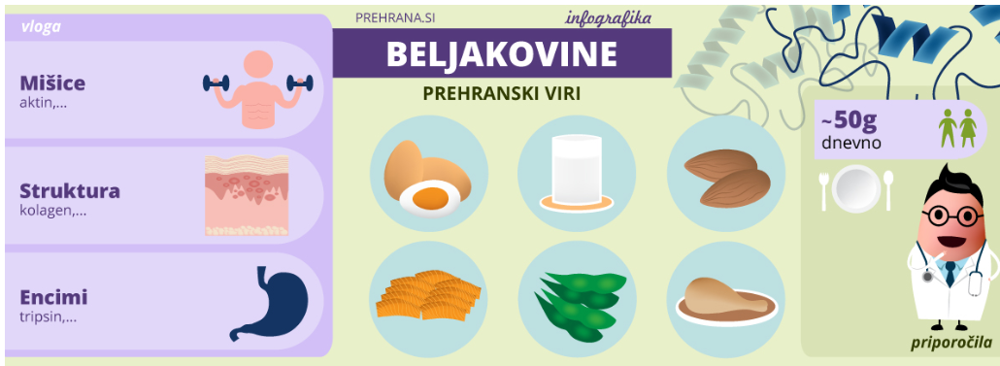 vloga
Mišice
aktin,...
Struktura
kolagen,...
Encimi
tripsin,...
PREHRANA.SI
infografika
BELJAKOVINE
PREHRANSKI VIRI
~50g
dnevno
priporočila